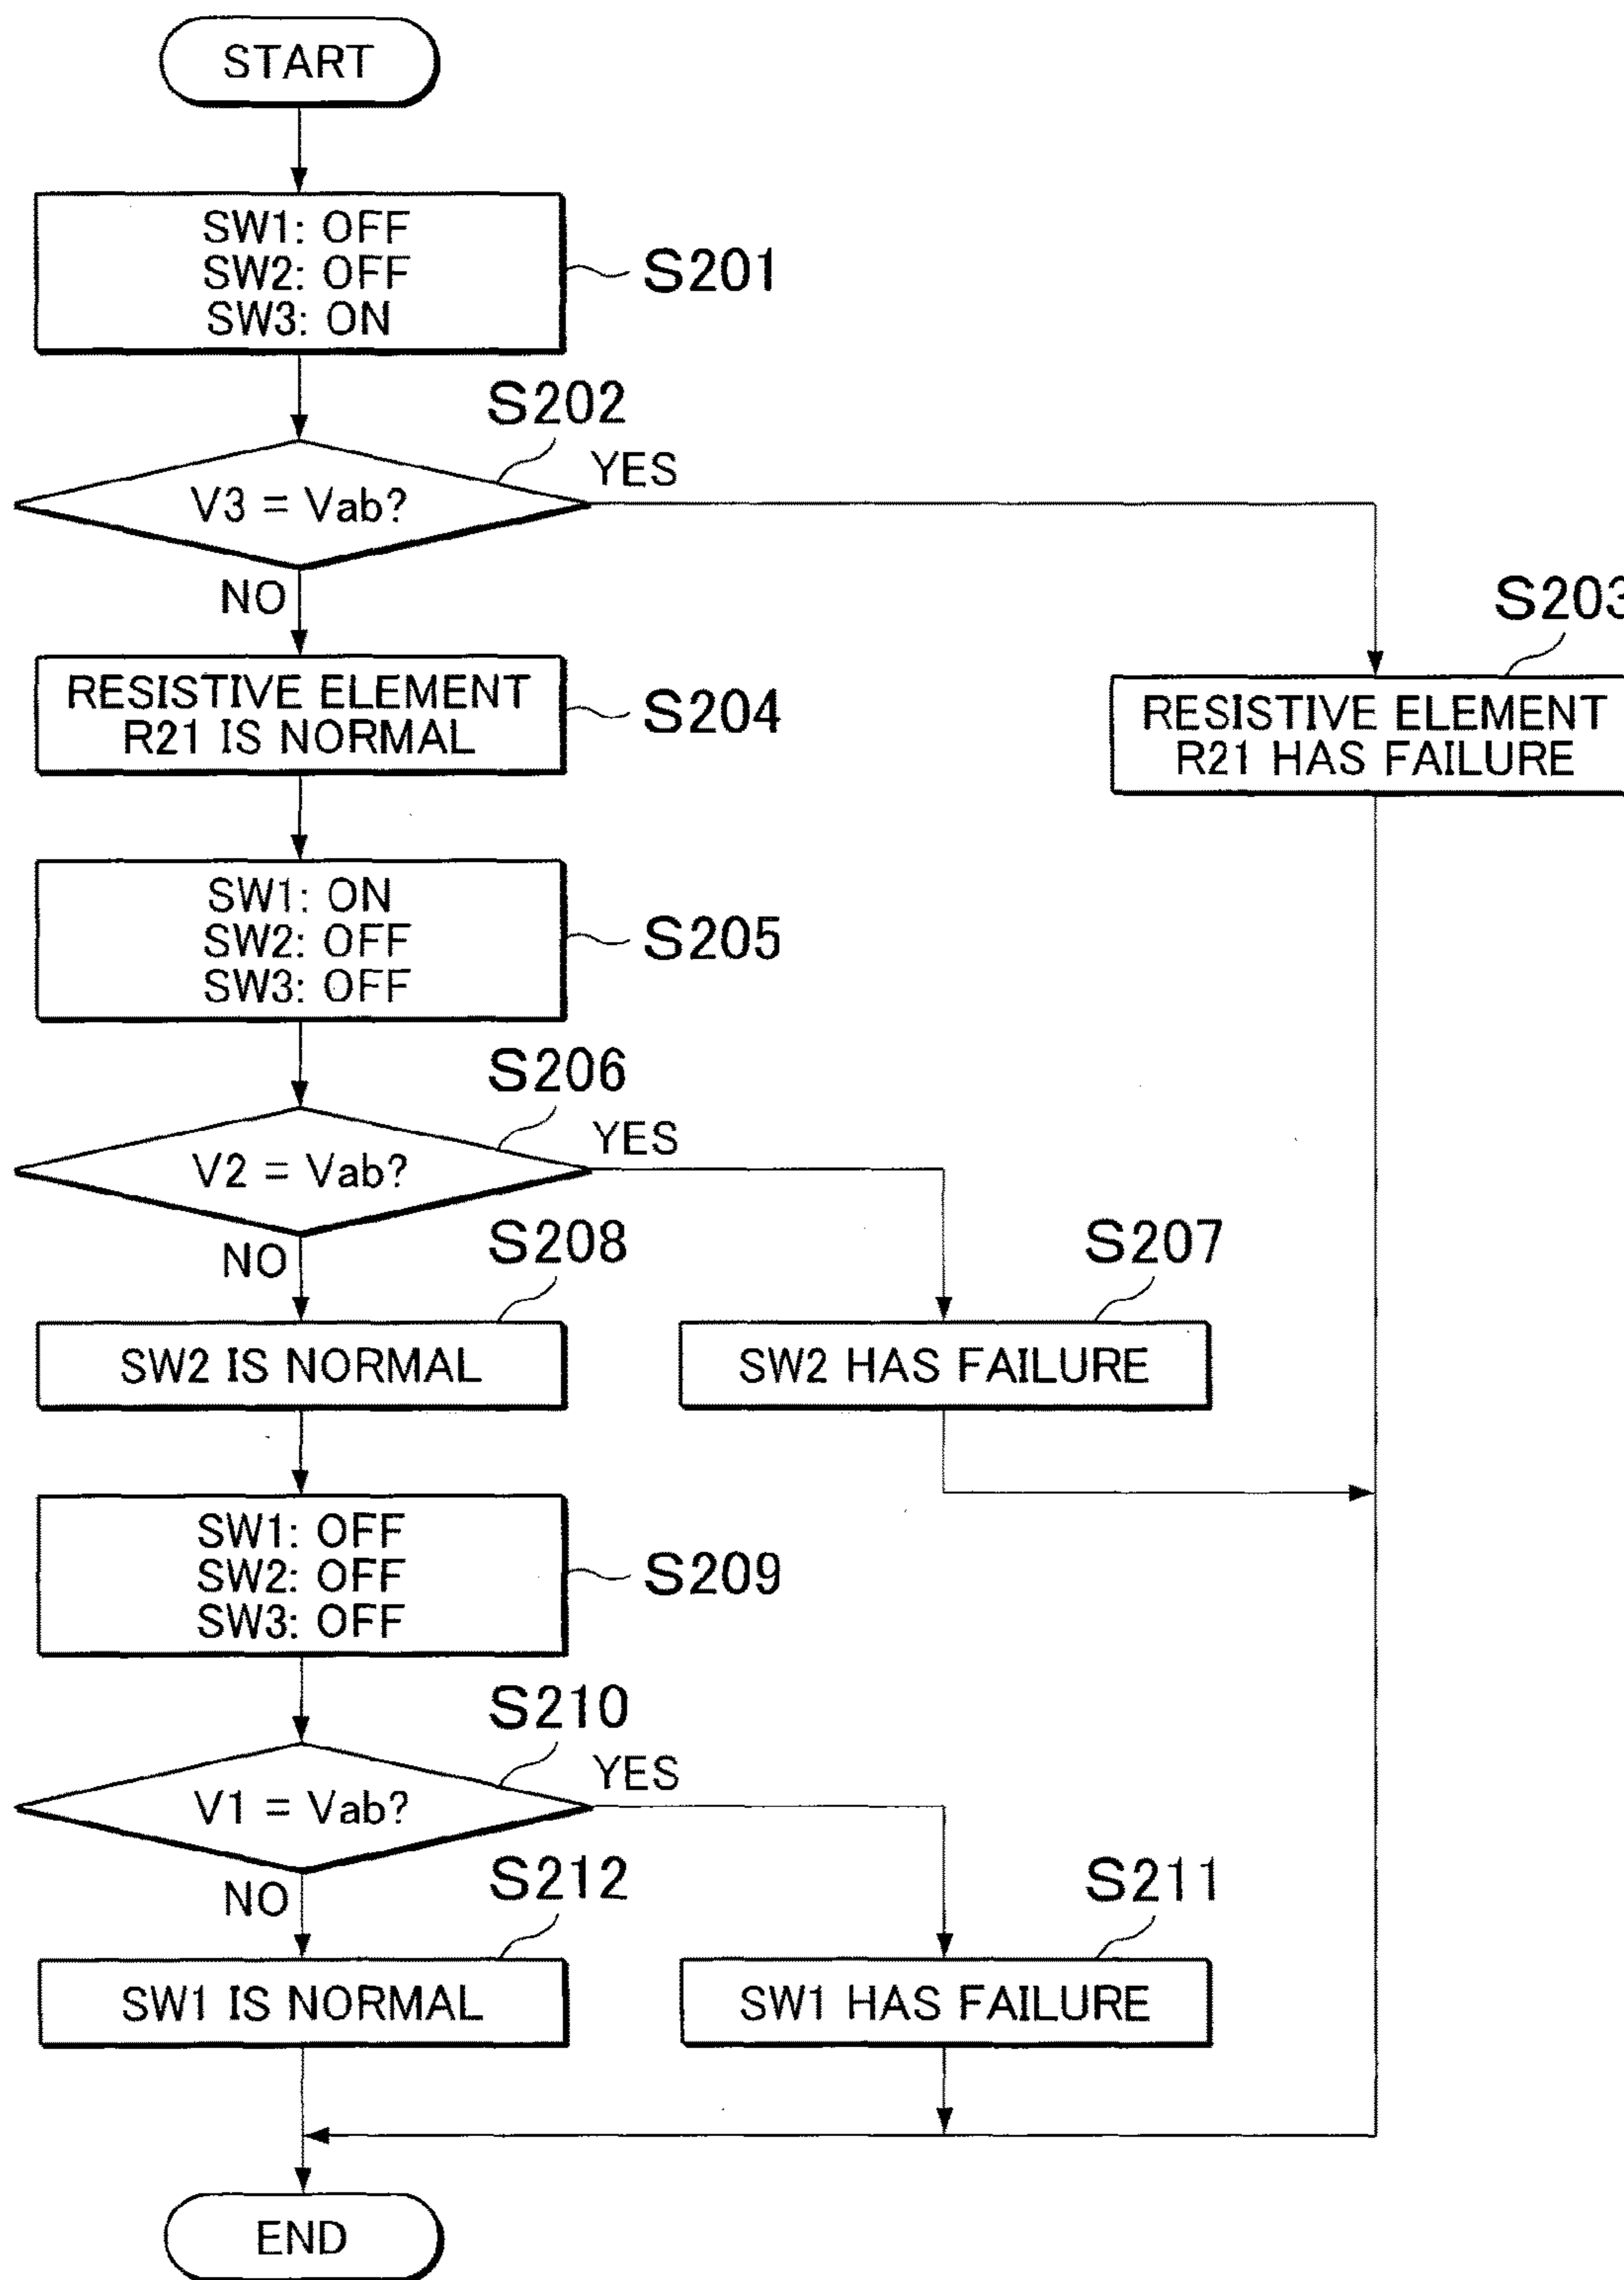 START
SW1: OFF
SW2: OFF
SW3: ON
S201
S202
V3 = Vab?
YES
NO
S203
RESISTIVE ELEMENT
R21 HAS FAILURE
RESISTIVE ELEMENT
R21 IS NORMAL
S204
SW1: ON
SW2: OFF
SW3: OFF
S205
S206
V2 = Vab?
YES
NO
S208
SW2 IS NORMAL
S207
SW2 HAS FAILURE
SW1: OFF
SW2: OFF
SW3: OFF
S209
S210
V1 = Vab?
YES
NO
S212
SW1 IS NORMAL
S211
SW1 HAS FAILURE
END